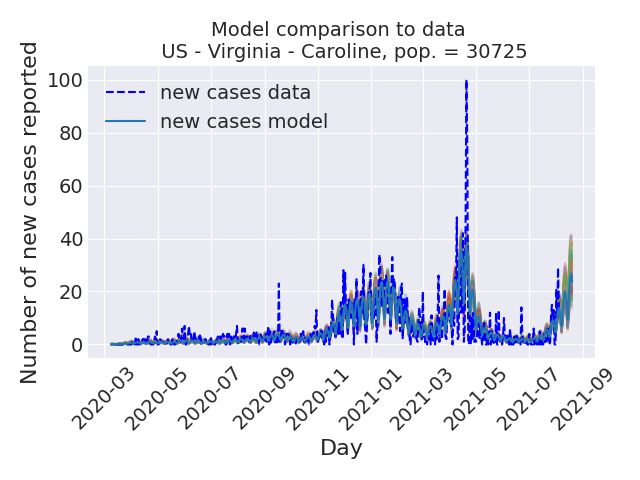 Model comparison to data
US - Virginia - Caroline, pop. = 30725
Number of new cases reported
100
80
60
40
20
0
new cases data
new cases model
2020-03
2020-05
2020-07
2020-09
2020-11
2021-01
2021-03
2021-05
2021-07
2021-09
Day